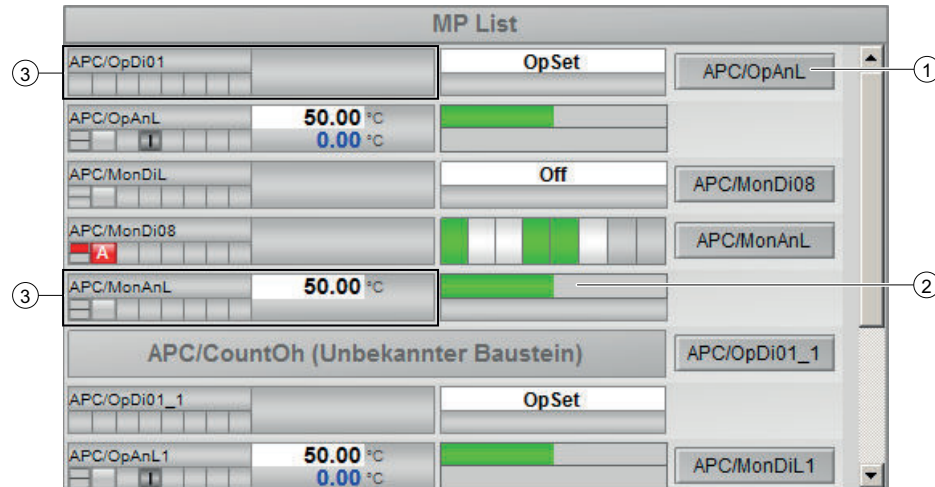 MP List
③ APC/OpDi01 OpSet APC/OpAnL ①
APC/OpAnL 50.00 °C
I 0.00 °C
APC/MonDiL Off APC/MonDi08
APC/MonDi08 APC/MonAnL
A
③ APC/MonAnL 50.00 °C ②
APC/CountOh (Unbekannter Baustein) APC/OpDi01_1
APC/OpDi01_1 OpSet
APC/OpAnL1 50.00 °C APC/MonDiL1
I 0.00 °C